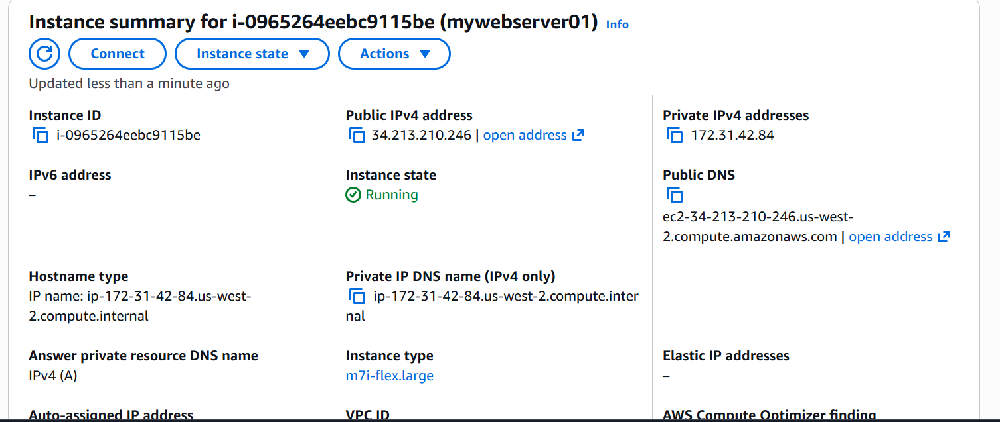 Instance summary for i-0965264eebc9115be (mywebserver01) Info
Connect
Instance state
Actions
Updated less than a minute ago
Instance ID
i-0965264eebc9115be
Public IPv4 address
34.213.210.246 | open address
Private IPv4 addresses
172.31.42.84
IPv6 address
–
Instance state
Running
Public DNS
ec2-34-213-210-246.us-west-
2.compute.amazonaws.com | open address
Hostname type
IP name: ip-172-31-42-84.us-west-
2.compute.internal
Private IP DNS name (IPv4 only)
ip-172-31-42-84.us-west-2.compute.inter
nal
Answer private resource DNS name
IPv4 (A)
Instance type
m7i-flex.large
Elastic IP addresses
–
Auto-assigned IP address
VPC ID
AWS Compute Optimizer finding